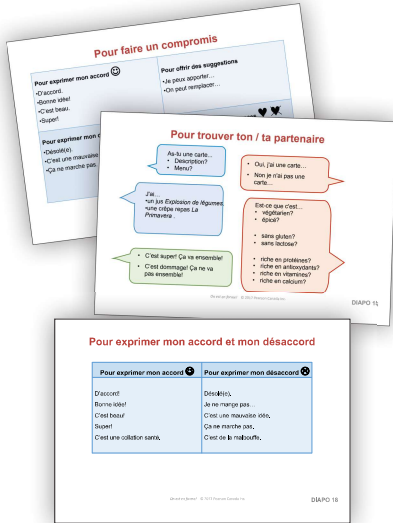 Pour faire un compromis
Pour exprimer mon accord
•D'accord.
•Bonne idée!
•C'est beau.
•Super!
Pour offrir des suggestions
•Je peux apporter…
•On peut remplacer…
Pour exprimer mon
•Désolé(e).
•C'est une mauvaise
•Ça ne marche pas.
Pour trouver ton / ta partenaire
As-tu une carte…
• Description?
• Menu?
• Oui, j'ai une carte…
• Non je n'ai pas une
carte…
J'ai…
•un jus Explosion de légumes.
•une crêpe repas La
Primavera .
Est-ce que c'est…
• végétarien?
• épicé?
• sans gluten?
• sans lactose?
• riche en protéines?
• riche en antioxydants?
• riche en vitamines?
• riche en calcium?
• C'est super! Ça va ensemble!
• C'est dommage! Ça ne va
pas ensemble!
DIAPO 15
Pour exprimer mon accord et mon désaccord
Pour exprimer mon accord
Pour exprimer mon désaccord
D'accord!
Bonne idée!
C'est beau!
Super!
C'est une collation santé.
Désolé(e).
Je ne mange pas…
C'est une mauvaise idée.
Ça ne marche pas.
C'est de la malbouffe.
DIAPO 18